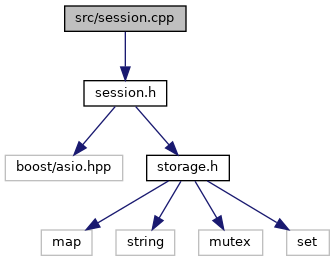 src/session.cpp
session.h
boost/asio.hpp
storage.h
map
string
mutex
set